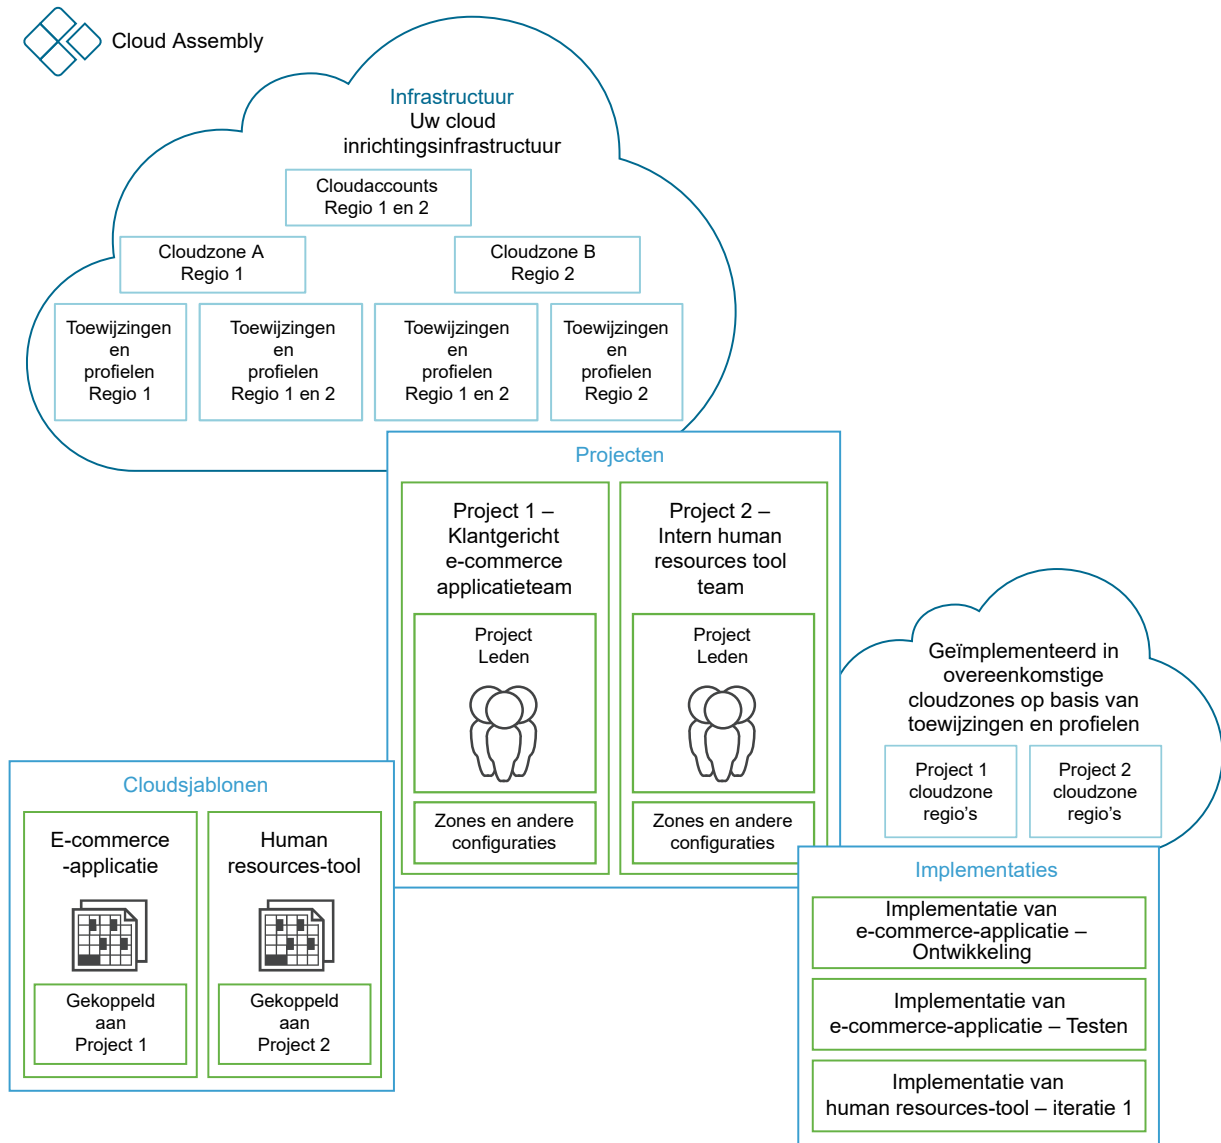 Cloud Assembly
Infrastructuur
Uw cloud
inrichtingsinfrastructuur
Cloudaccounts
Regio 1 en 2
Cloudzone A
Regio 1
Cloudzone B
Regio 2
Toewijzingen
en
profielen
Regio 1
Toewijzingen
en
profielen
Regio 1 en 2
Toewijzingen
en
profielen
Regio 1 en 2
Toewijzingen
en
profielen
Regio 2
Projecten
Project 1 –
Klantgericht
e-commerce
applicatieteam
Project
Leden
Zones en andere
configuraties
Project 2 –
Intern human
resources tool
team
Project
Leden
Zones en andere
configuraties
Geïmplementeerd in
overeenkomstige
cloudzones op basis van
toewijzingen en profielen
Project 1
cloudzone
regio’s
Project 2
cloudzone
regio’s
Cloudsjablonen
E-commerce
-applicatie
Gekoppeld
aan
Project 1
Human
resources-tool
Gekoppeld
aan
Project 2
Implementaties
Implementatie van
e-commerce-applicatie –
Ontwikkeling
Implementatie van
e-commerce-applicatie – Testen
Implementatie van
human resources-tool – iteratie 1